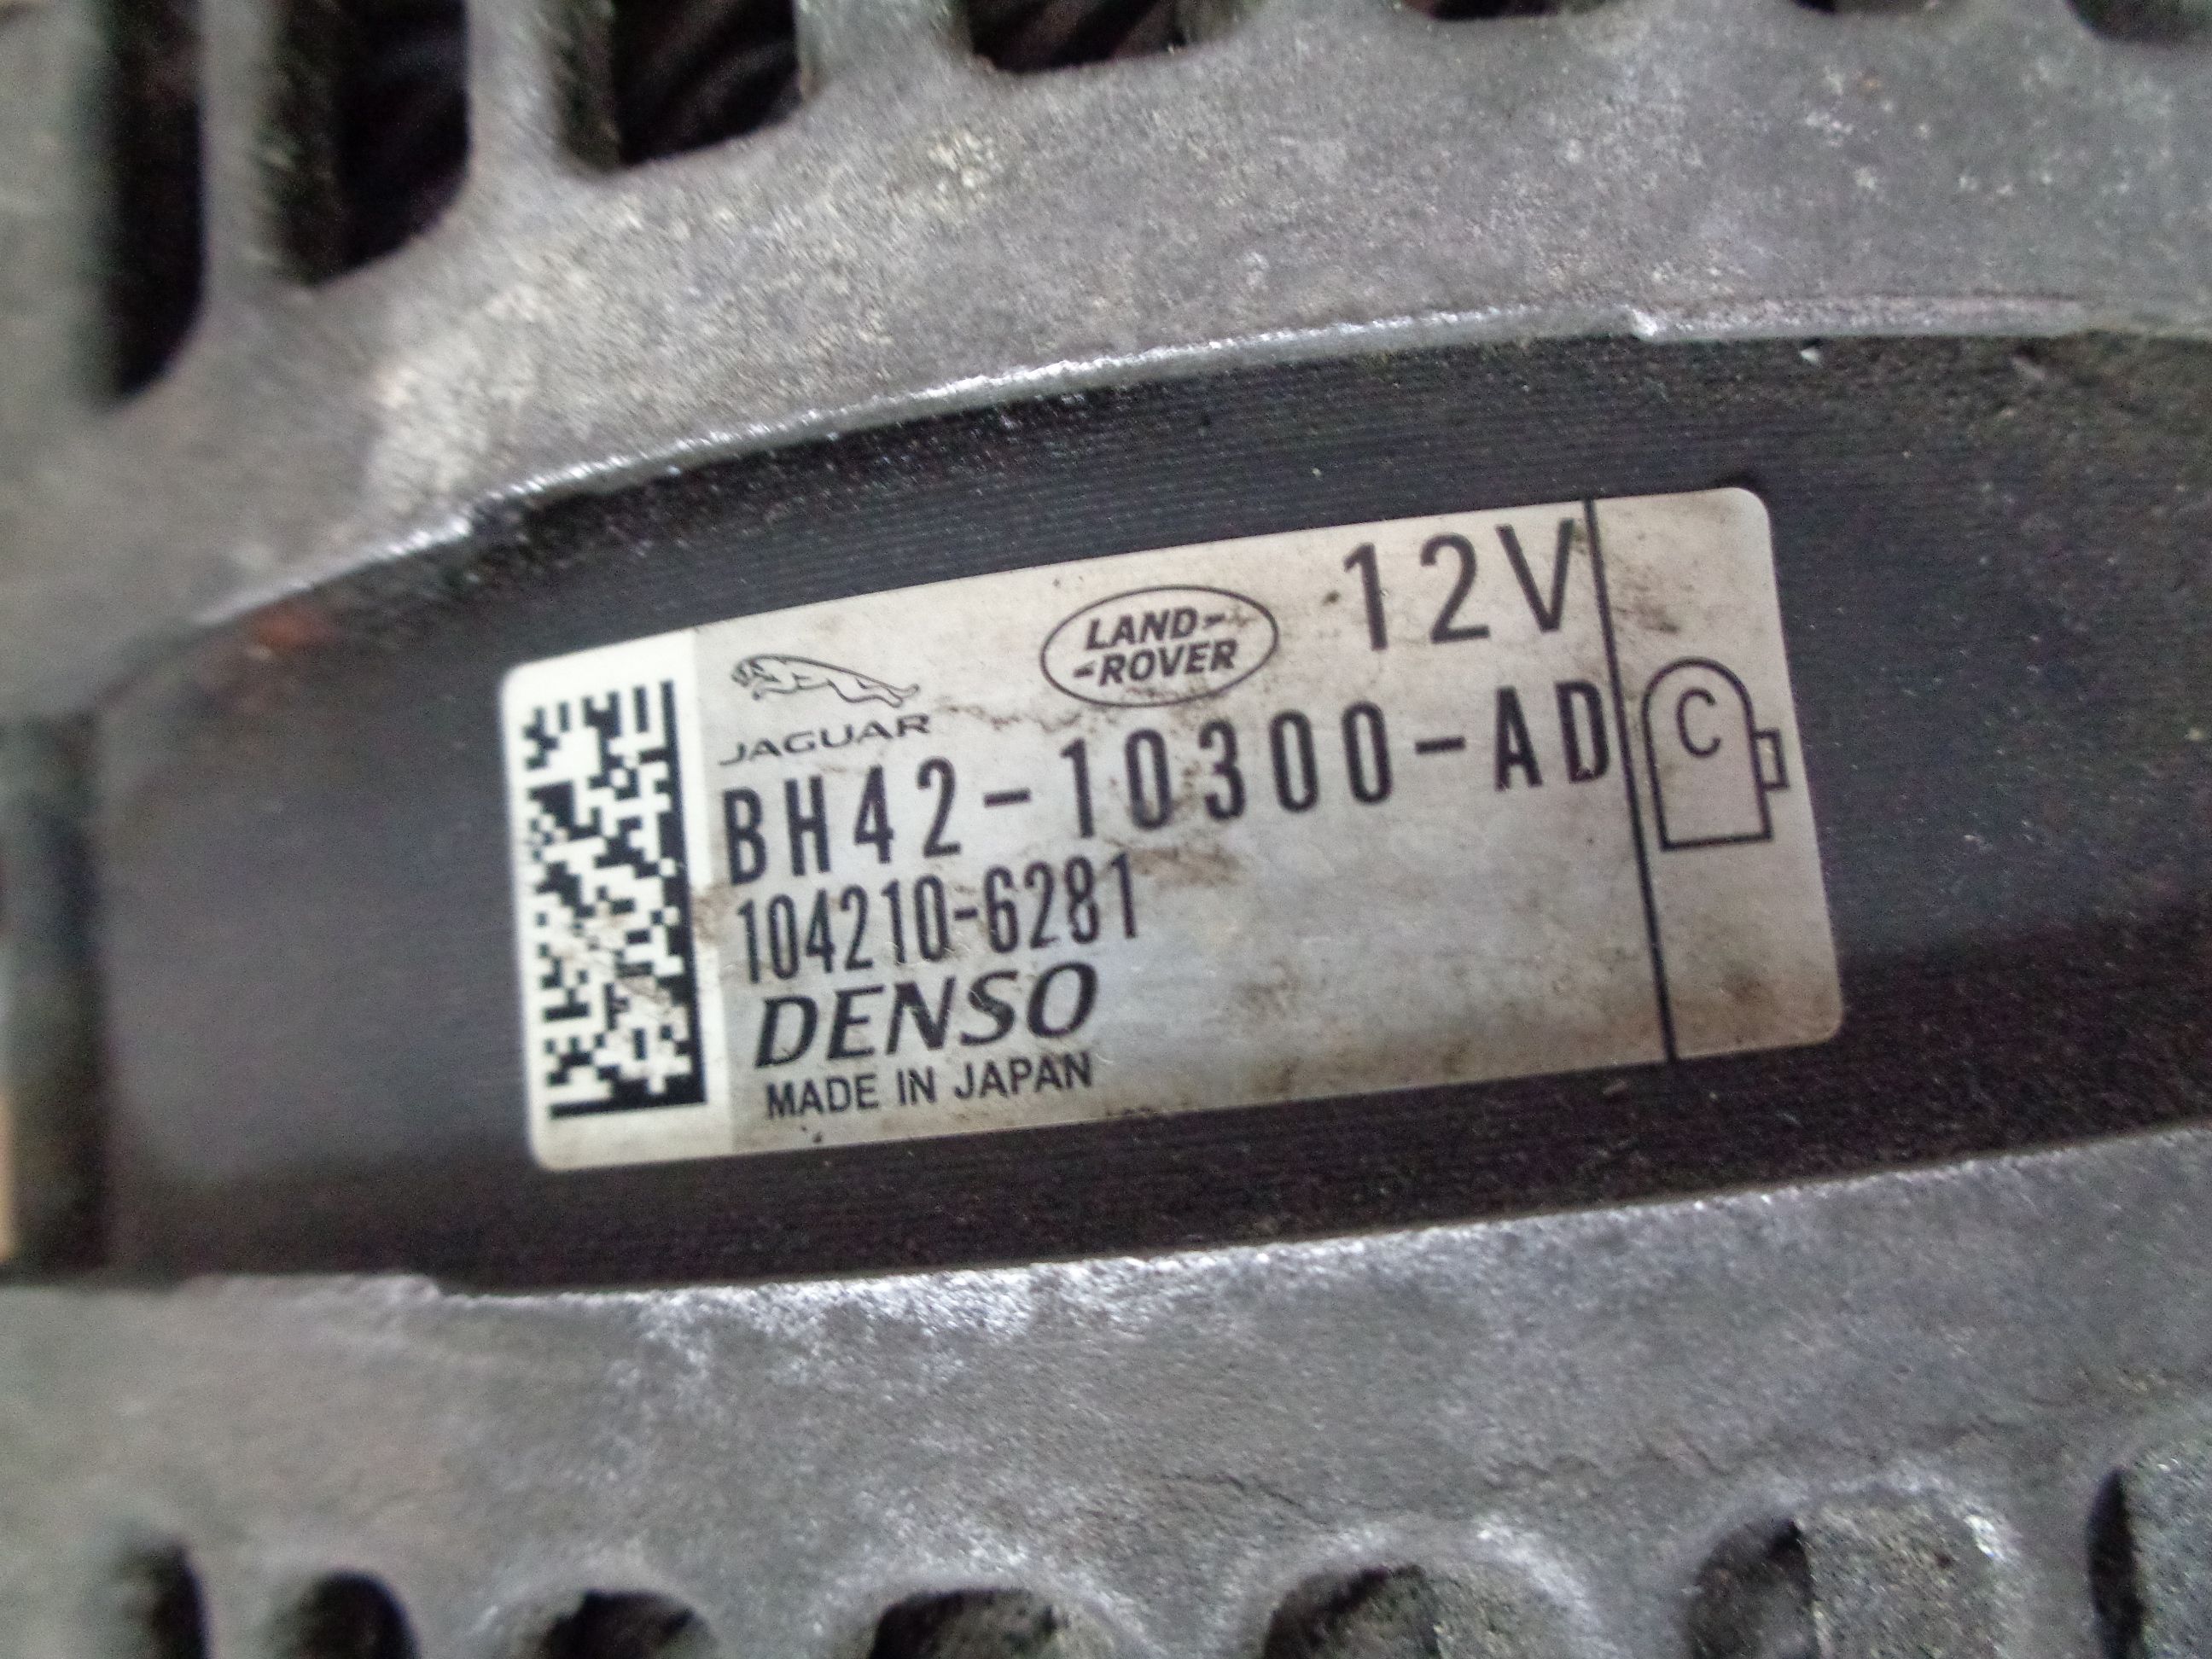 LAND-
-ROVER
12V
JAGUAR
BH42-10300-AD
C
104210-6281
DENSO
MADE IN JAPAN